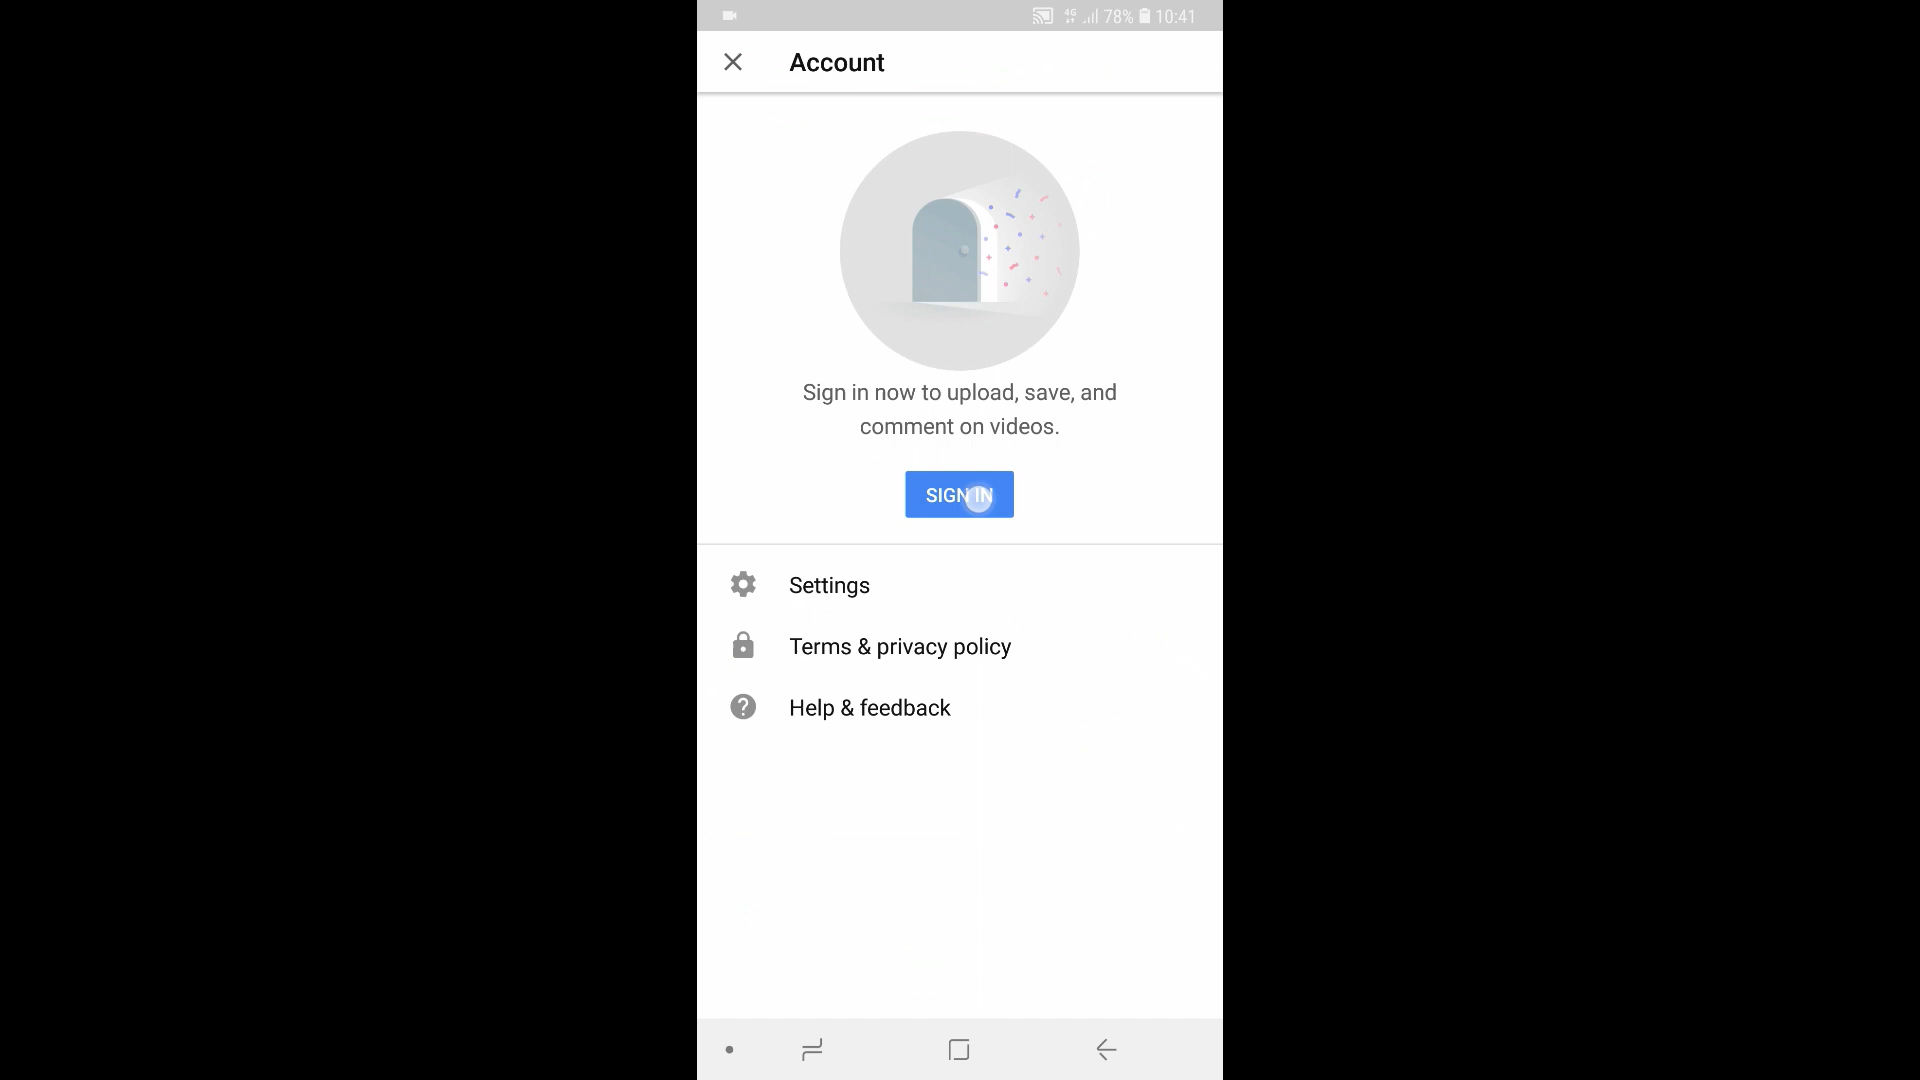 4G 78% 10:41
Account
Sign in now to upload, save, and
comment on videos.
SIGN IN
Settings
Terms & privacy policy
Help & feedback